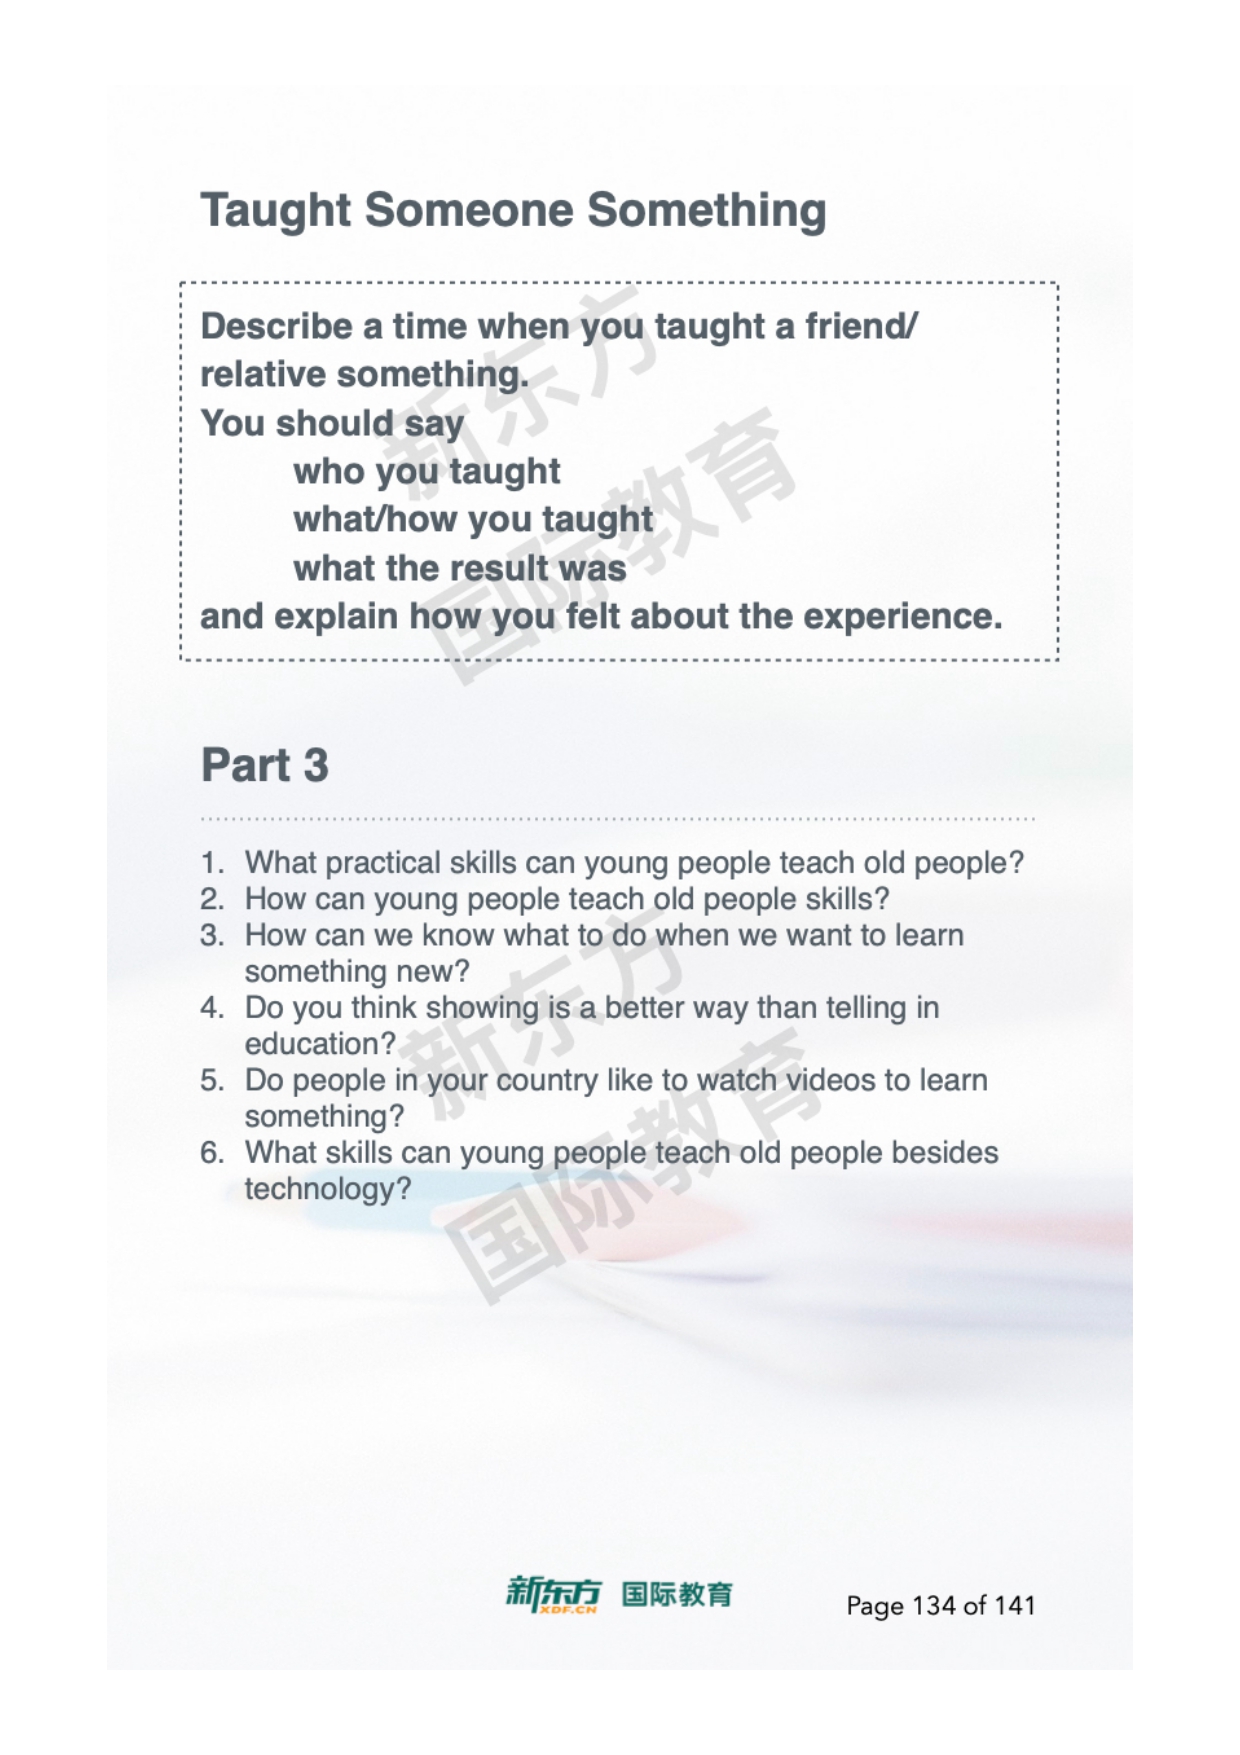 Taught Someone Something
Describe a time when you taught a friend/
relative something.
You should say
who you taught
what/how you taught
what the result was
and explain how you felt about the experience.
新东方
国际教育
Part 3
1. What practical skills can young people teach old people?
2. How can young people teach old people skills?
3. How can we know what to do when we want to learn
something new?
4. Do you think showing is a better way than telling in
education?
5. Do people in your country like to watch videos to learn
something?
6. What skills can young people teach old people besides
technology?
新东方
国际教育
新东方 国际教育
XDF.CN
Page 134 of 141